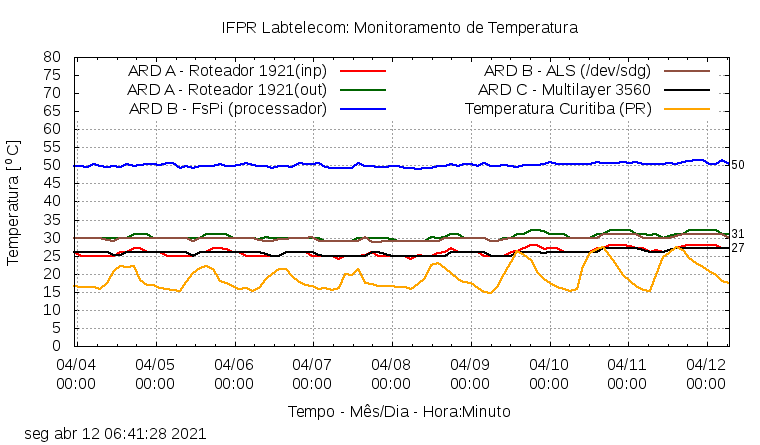 IFPR Labtelecom: Monitoramento de Temperatura
Temperatura [ºC]
80
75
70
65
60
55
50
45
40
35
30
25
20
15
10
5
0
ARD A - Roteador 1921(inp)
ARD A - Roteador 1921(out)
ARD B - FsPi (processador)
ARD B - ALS (/dev/sdg)
ARD C - Multilayer 3560
Temperatura Curitiba (PR)
50
31
27
04/04 04/05 04/06 04/07 04/08 04/09 04/10 04/11 04/12
00:00 00:00 00:00 00:00 00:00 00:00 00:00 00:00 00:00
Tempo - Mês/Dia - Hora:Minuto
seg abr 12 06:41:28 2021